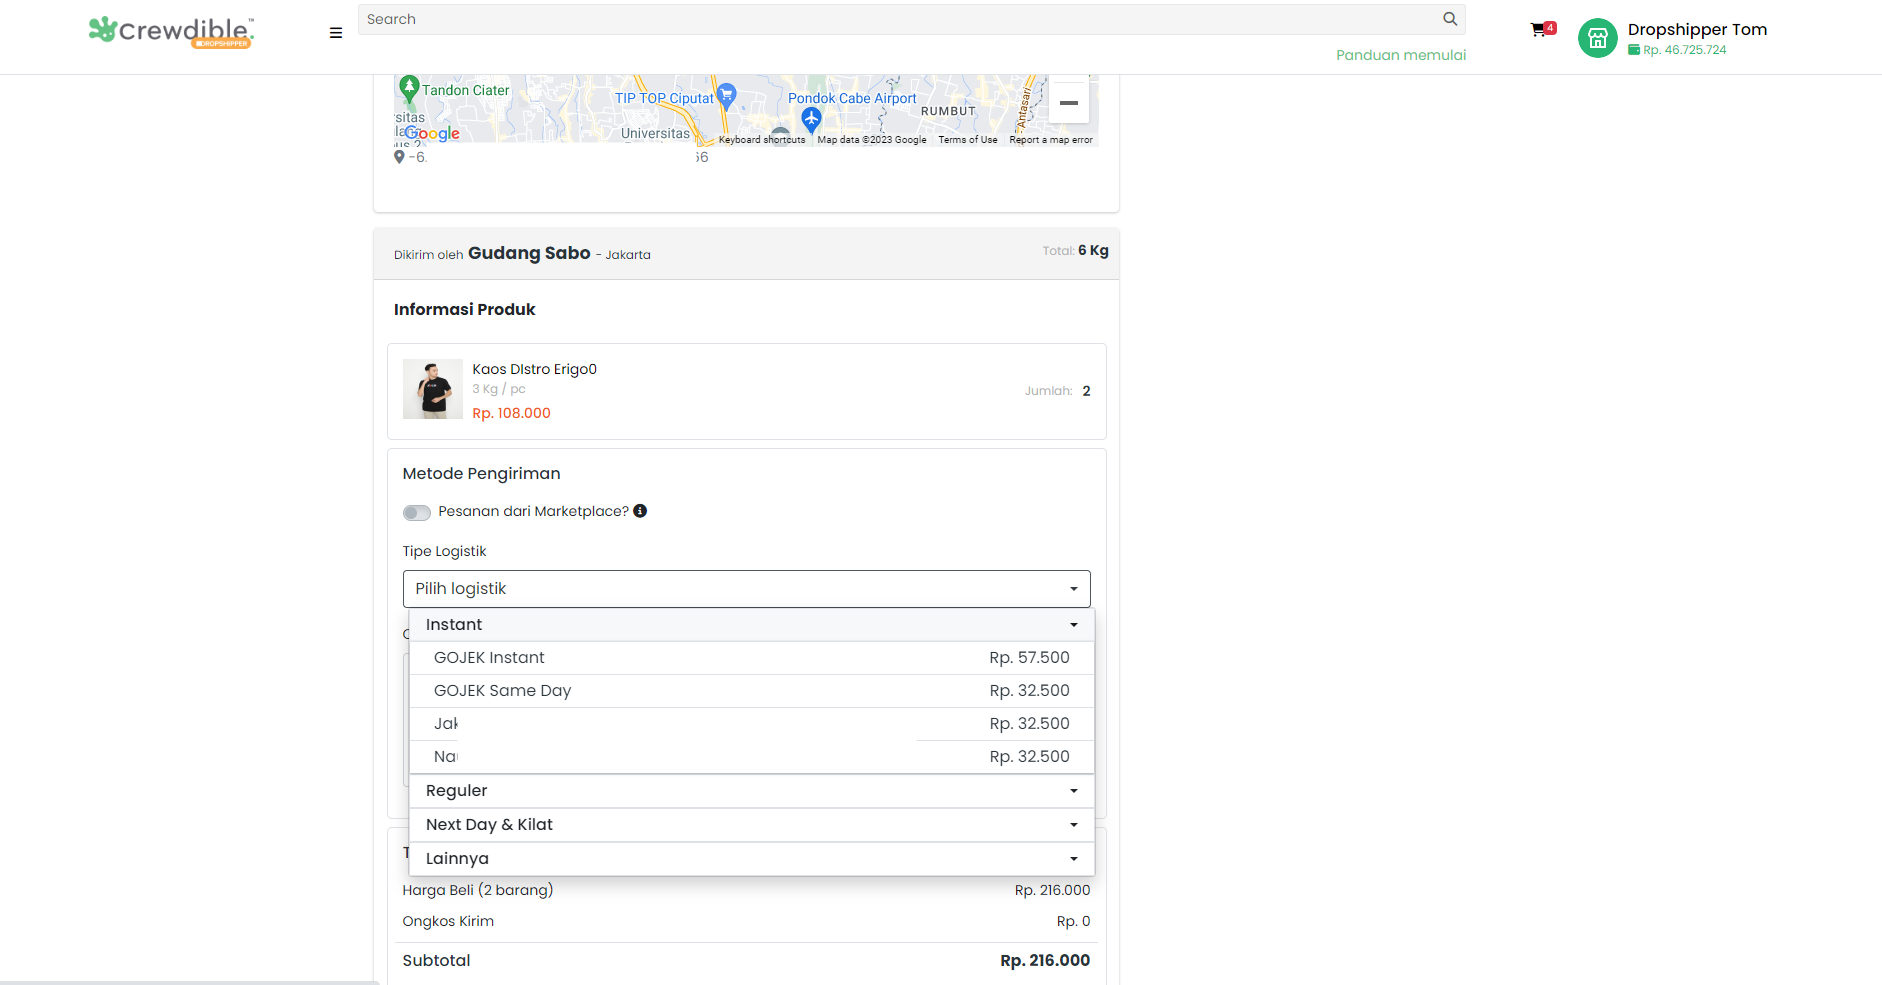 Crewdible™
DROPSHIPPER
Search
4
Dropshipper Tom
Rp. 46.725.724
Panduan memulai
Tandon Ciater
TIP TOP Ciputat
Pondok Cabe Airport
RUMBUT
Antasari
Universitas
Google
Keyboard shortcuts
Map data ©2023 Google
Terms of Use
Report a map error
-6.
66
Dikirim oleh Gudang Sabo - Jakarta
Total: 6 Kg
Informasi Produk
Kaos DIstro Erigo0
3 Kg / pc
Rp. 108.000
Jumlah: 2
Metode Pengiriman
Pesanan dari Marketplace?
Tipe Logistik
Pilih logistik
Instant
GOJEK Instant Rp. 57.500
GOJEK Same Day Rp. 32.500
Rp. 32.500
Rp. 32.500
Reguler
Next Day & Kilat
Lainnya
Harga Beli (2 barang) Rp. 216.000
Ongkos Kirim Rp. 0
Subtotal Rp. 216.000